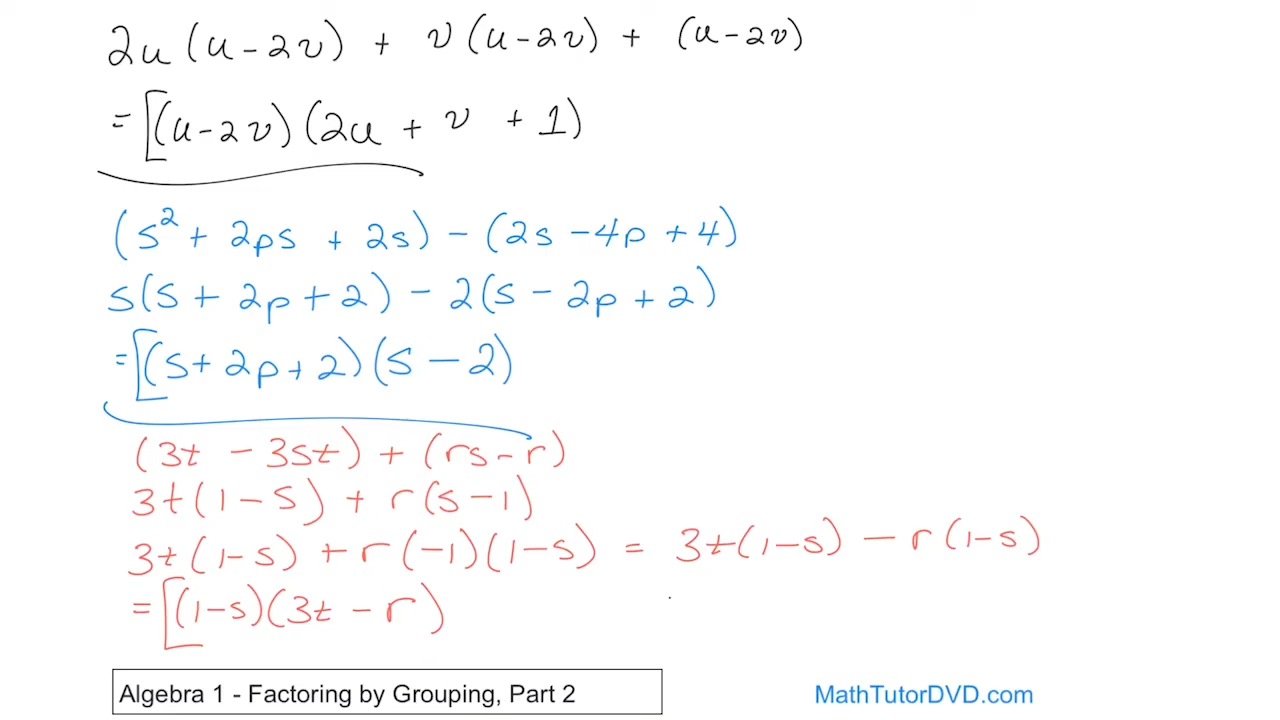 2u(u-2v) + v(u-2v) + (u-2v)
= [(u-2v)(2u + v + 1)
(s² + 2ps + 2s) - (2s - 4p + 4)
s(s + 2p + 2) - 2(s - 2p + 2)
= [(s + 2p + 2)(s - 2)
(3t - 3st) + (rs - r)
3t(1 - s) + r(s - 1)
3t(1-s) + r(-1)(1-s) = 3t(1-s) - r(1-s)
= [(1-s)(3t - r)
Algebra 1 - Factoring by Grouping, Part 2
MathTutorDVD.com